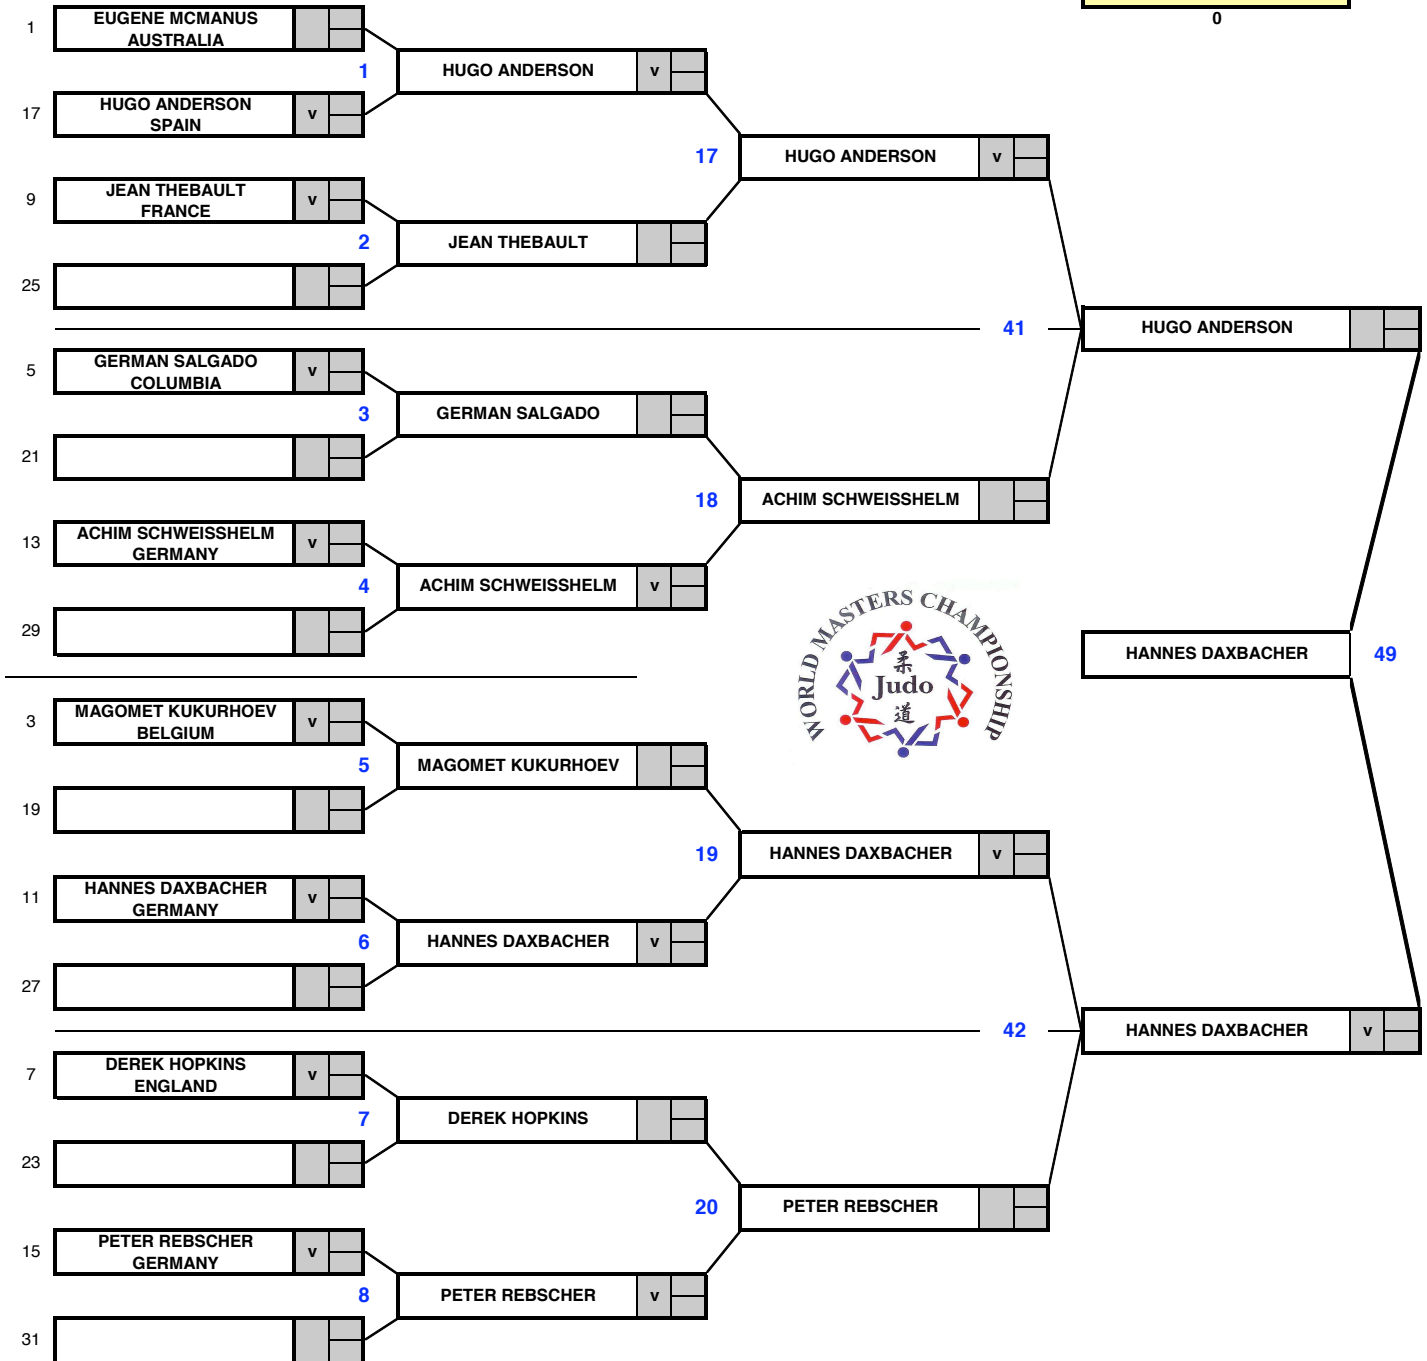 0
1
EUGENE MCMANUS
AUSTRALIA
1
HUGO ANDERSON
v
17
HUGO ANDERSON
SPAIN
v
17
HUGO ANDERSON
v
9
JEAN THEBAULT
FRANCE
v
2
JEAN THEBAULT
25
41
HUGO ANDERSON
5
GERMAN SALGADO
COLUMBIA
v
3
GERMAN SALGADO
21
18
ACHIM SCHWEISSHELM
13
ACHIM SCHWEISSHELM
GERMANY
v
4
ACHIM SCHWEISSHELM
v
29
WORLD MASTERS CHAMPIONSHIP
柔
Judo
道
HANNES DAXBACHER
49
3
MAGOMET KUKURHOEV
BELGIUM
v
5
MAGOMET KUKURHOEV
19
19
HANNES DAXBACHER
v
11
HANNES DAXBACHER
GERMANY
v
6
HANNES DAXBACHER
v
27
42
HANNES DAXBACHER
v
7
DEREK HOPKINS
ENGLAND
v
7
DEREK HOPKINS
23
20
PETER REBSCHER
15
PETER REBSCHER
GERMANY
v
8
PETER REBSCHER
v
31